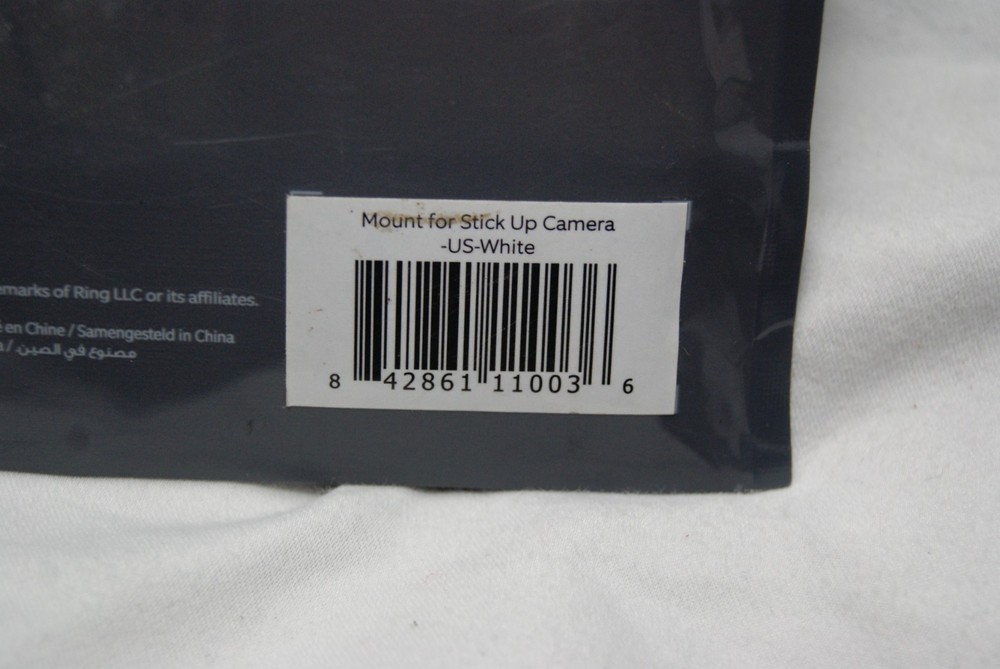 Mount for Stick Up Camera
-US-White
8 42861 11003 6
emarks of Ring LLC or its affiliates.
en Chine / Samengesteld in China
/ مصنوع في الصين.